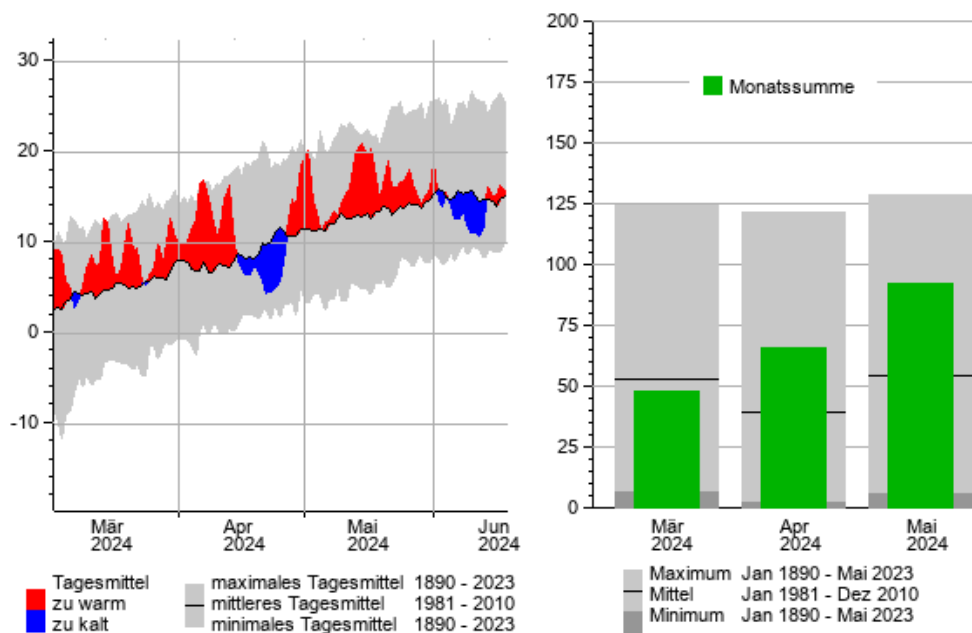 30
20
10
0
-10
Mär
2024
Apr
2024
Mai
2024
Jun
2024
Tagesmittel
zu warm
zu kalt
maximales Tagesmittel 1890 - 2023
mittleres Tagesmittel 1981 - 2010
minimales Tagesmittel 1890 - 2023
200
175
150
125
100
75
50
25
0
Monatssumme
Mär
2024
Apr
2024
Mai
2024
Maximum Jan 1890 - Mai 2023
Mittel Jan 1981 - Dez 2010
Minimum Jan 1890 - Mai 2023